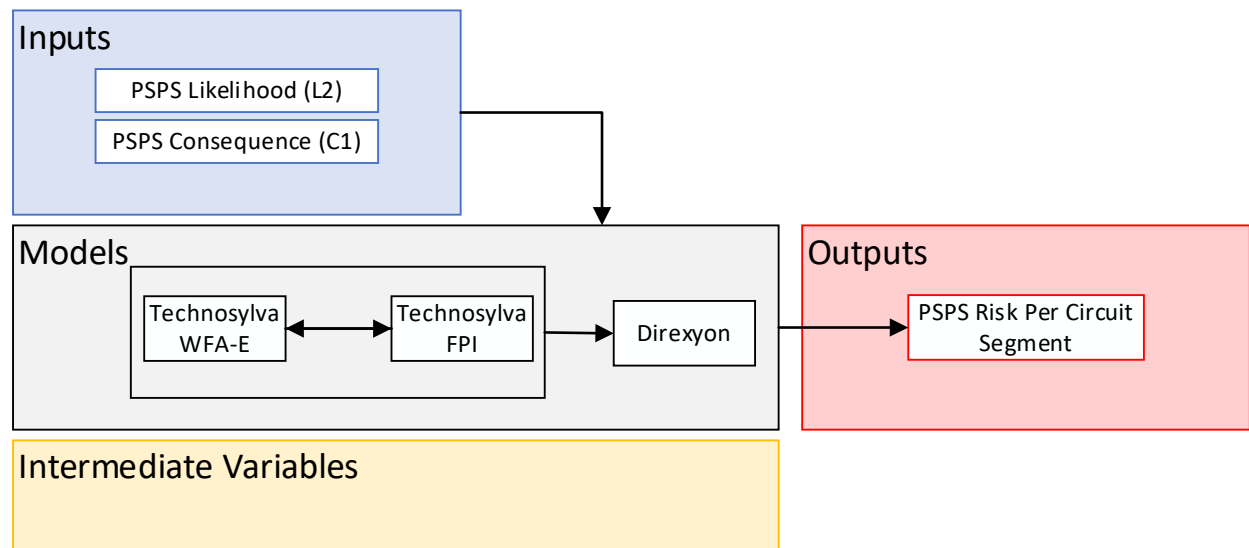 Inputs
PSPS Likelihood (L2)
PSPS Consequence (C1)
Models
Technosylva
WFA-E
Technosylva
FPI
Direxyon
Outputs
PSPS Risk Per Circuit
Segment
Intermediate Variables